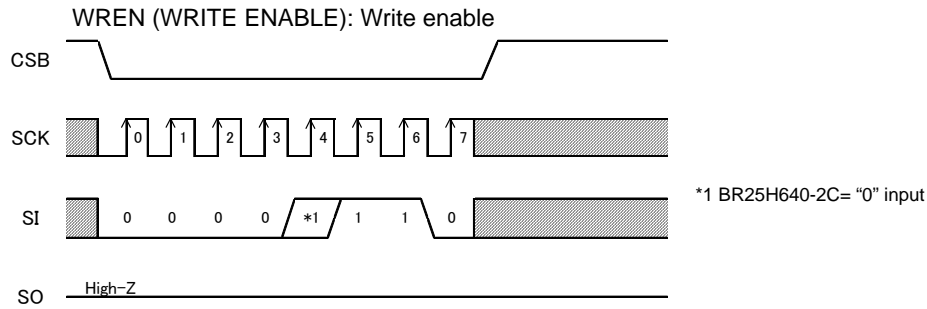 WREN (WRITE ENABLE): Write enable
CSB
SCK 0 1 2 3 4 5 6 7
SI 0 0 0 0 *1 1 1 0
*1 BR25H640-2C= “0” input
SO High-Z